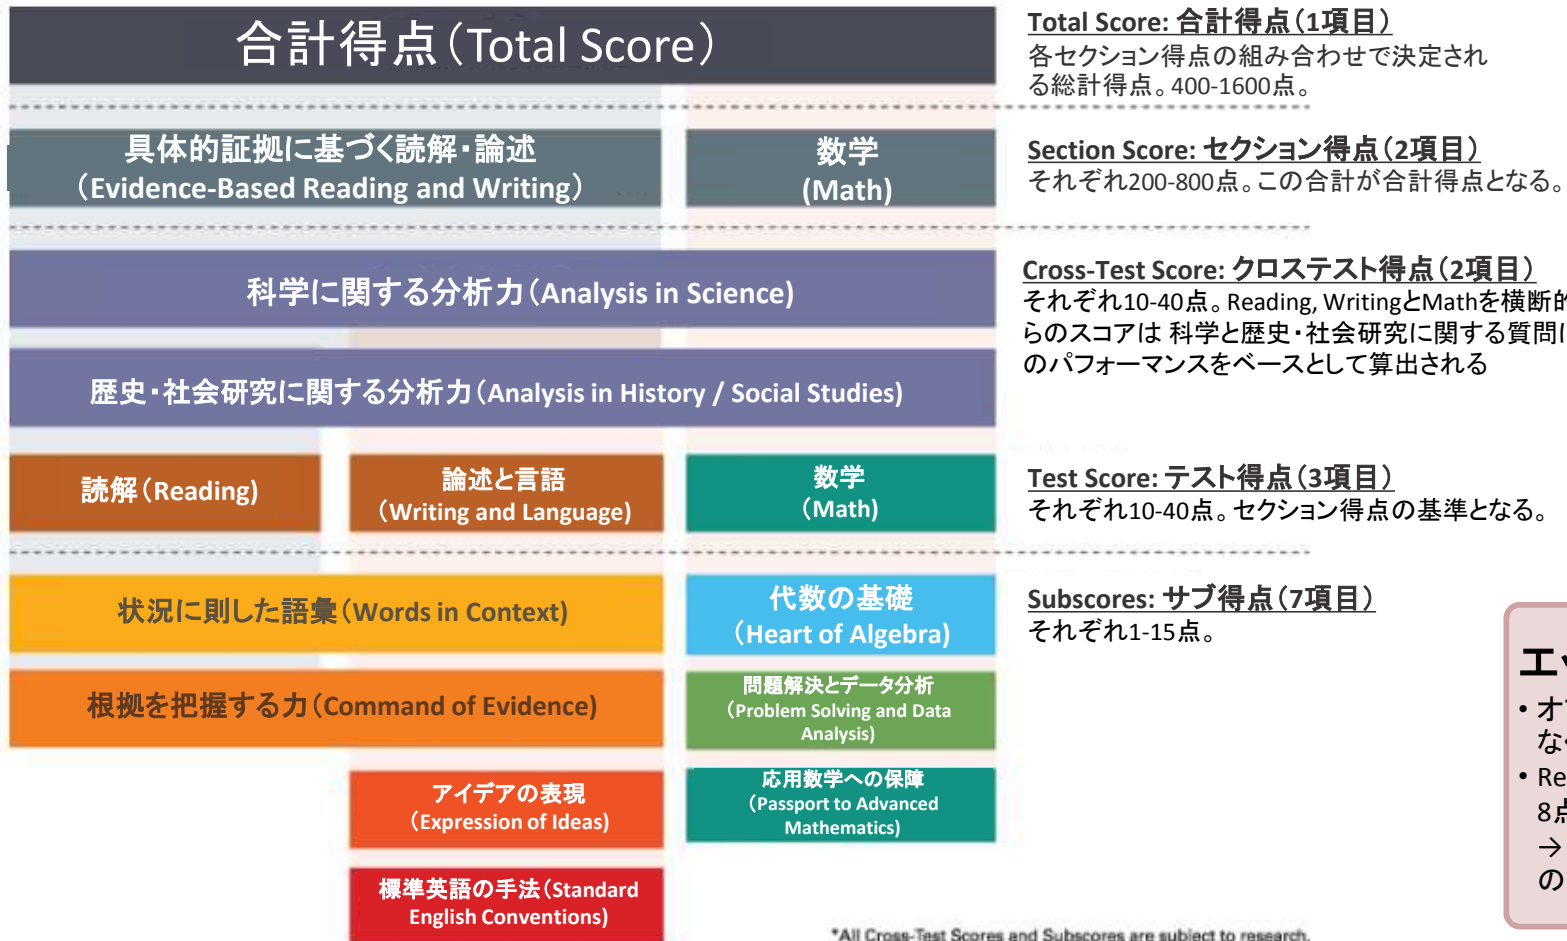 合計得点（Total Score）
Total Score: 合計得点（1項目）
各セクション得点の組み合わせで決定され
る総計得点。400-1600点。
具体的証拠に基づく読解・論述
（Evidence-Based Reading and Writing）
数学
(Math)
Section Score: セクション得点（2項目）
それぞれ200-800点。この合計が合計得点となる。
科学に関する分析力（Analysis in Science)
歴史・社会研究に関する分析力（Analysis in History / Social Studies)
Cross-Test Score: クロステスト得点（2項目）
それぞれ10-40点。Reading, WritingとMathを横断的
らのスコアは 科学と歴史・社会研究に関する質問に
のパフォーマンスをベースとして算出される
読解（Reading)
論述と言語
（Writing and Language)
数学
（Math)
Test Score: テスト得点（3項目）
それぞれ10-40点。セクション得点の基準となる。
状況に則した語彙（Words in Context)
代数の基礎
（Heart of Algebra)
Subscores: サブ得点（7項目）
それぞれ1-15点。
根拠を把握する力（Command of Evidence)
問題解決とデータ分析
（Problem Solving and Data
Analysis)
アイデアの表現
（Expression of Ideas)
応用数学への保障
（Passport to Advanced
Mathematics)
標準英語の手法（Standard
English Conventions)
エッ
• オ
な
• Re
8点
→
の
*All Cross-Test Scores and Subscores are subject to research.